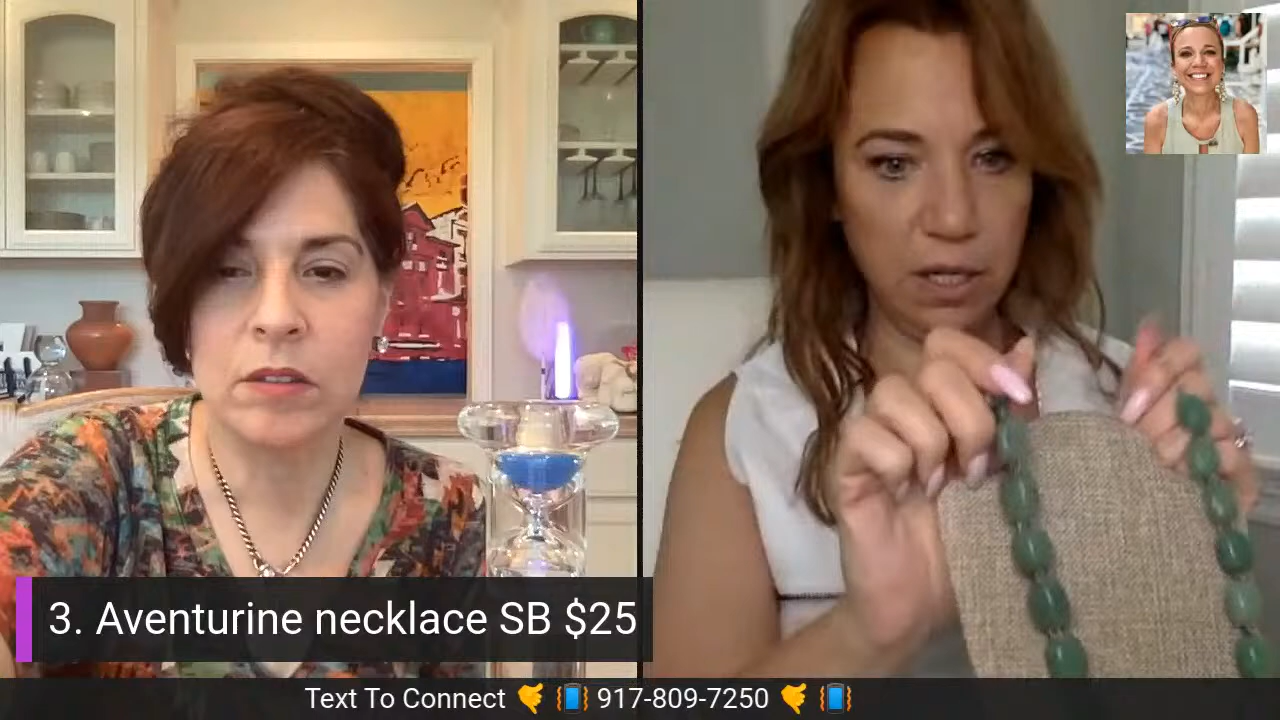 3. Aventurine necklace SB $25
Text To Connect 🤙 📳 917-809-7250 🤙 📳